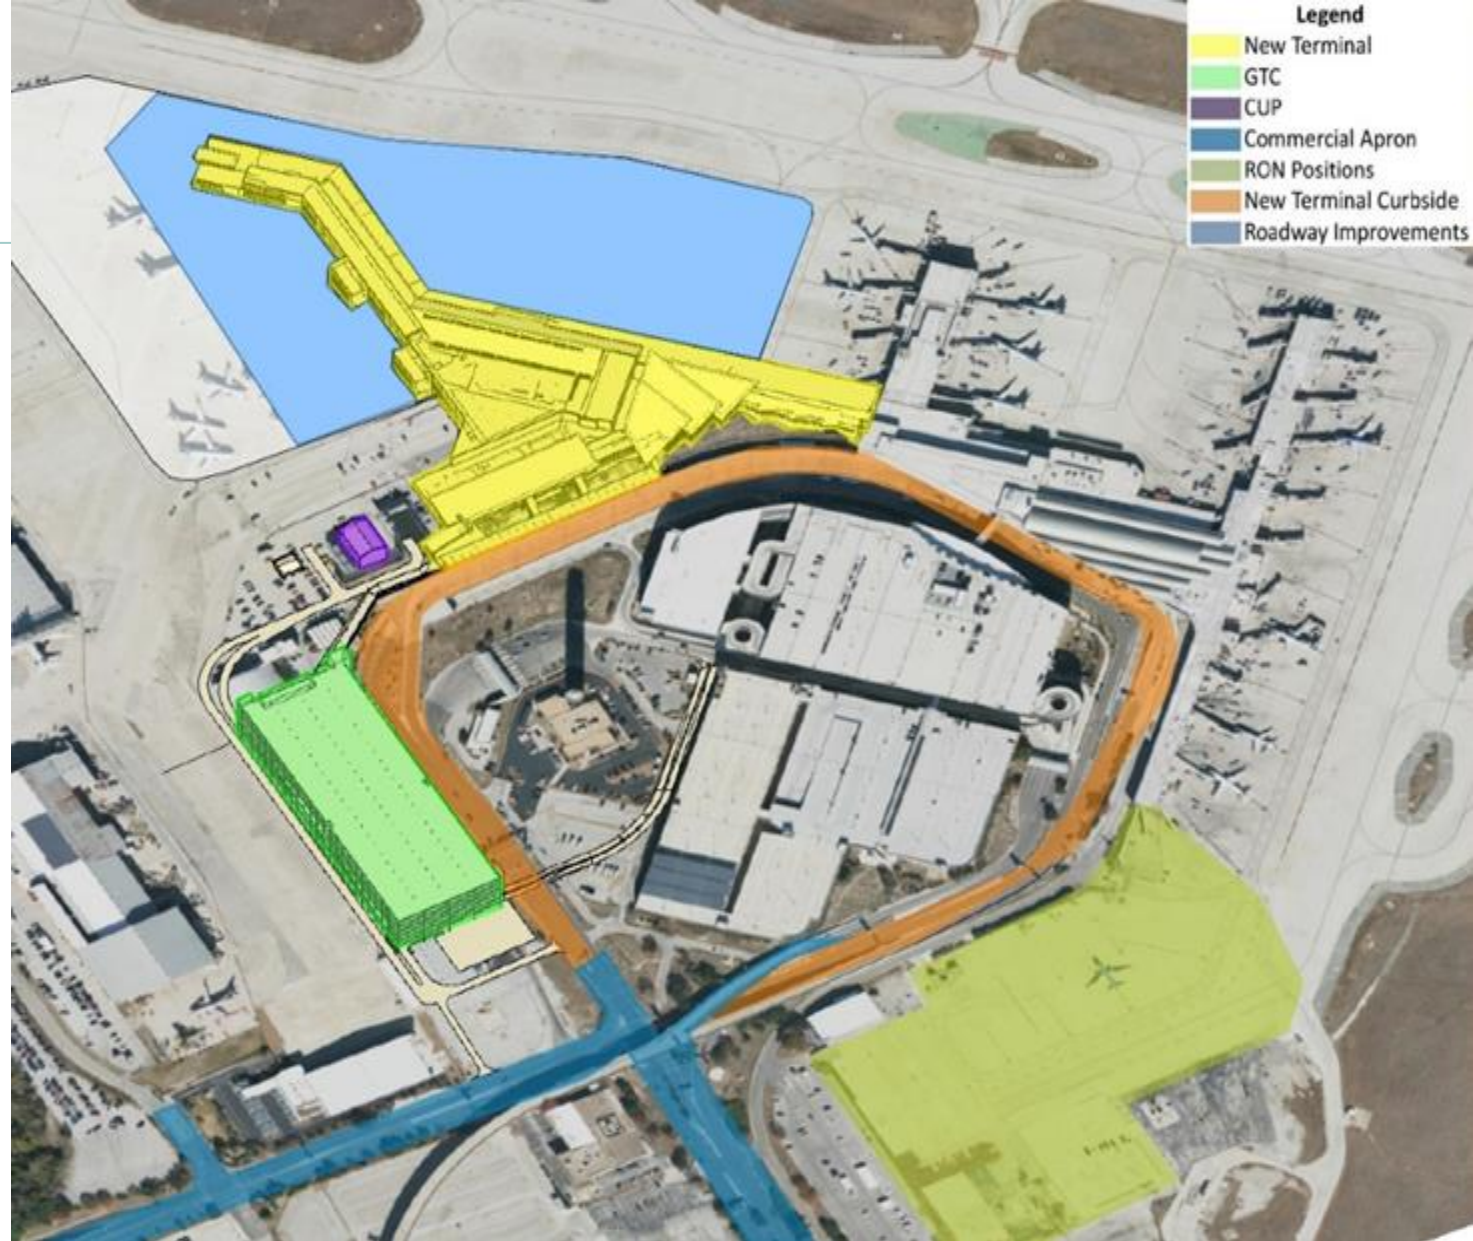 Legend
New Terminal
GTC
CUP
Commercial Apron
RON Positions
New Terminal Curbside
Roadway Improvements